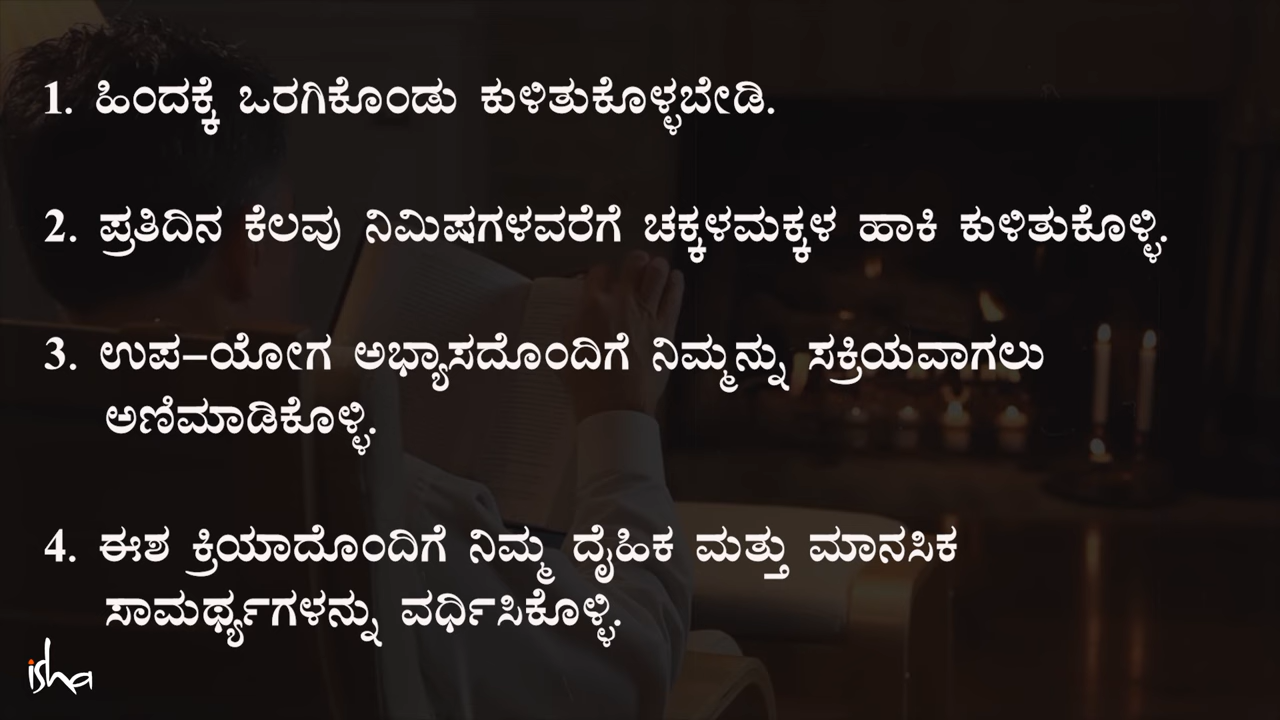 1. ಹಿಂದಕ್ಕೆ ಒರಗಿಕೊಂಡು ಕುಳಿತುಕೊಳ್ಳಬೇಡಿ.
2. ಪ್ರತಿದಿನ ಕೆಲವು ನಿಮಿಷಗಳವರೆಗೆ ಚಕ್ಕಳಮಕ್ಕಳ ಹಾಕಿ ಕುಳಿತುಕೊಳ್ಳಿ.
3. ಉಪ–ಯೋಗ ಅಭ್ಯಾಸದೊಂದಿಗೆ ನಿಮ್ಮನ್ನು ಸಕ್ರಿಯವಾಗಲು
ಅಣಿಮಾಡಿಕೊಳ್ಳಿ.
4. ಈಶ ಕ್ರಿಯಾದೊಂದಿಗೆ ನಿಮ್ಮ ದೈಹಿಕ ಮತ್ತು ಮಾನಸಿಕ
ಸಾಮರ್ಥ್ಯಗಳನ್ನು ವರ್ಧಿಸಿಕೊಳ್ಳಿ.
isha